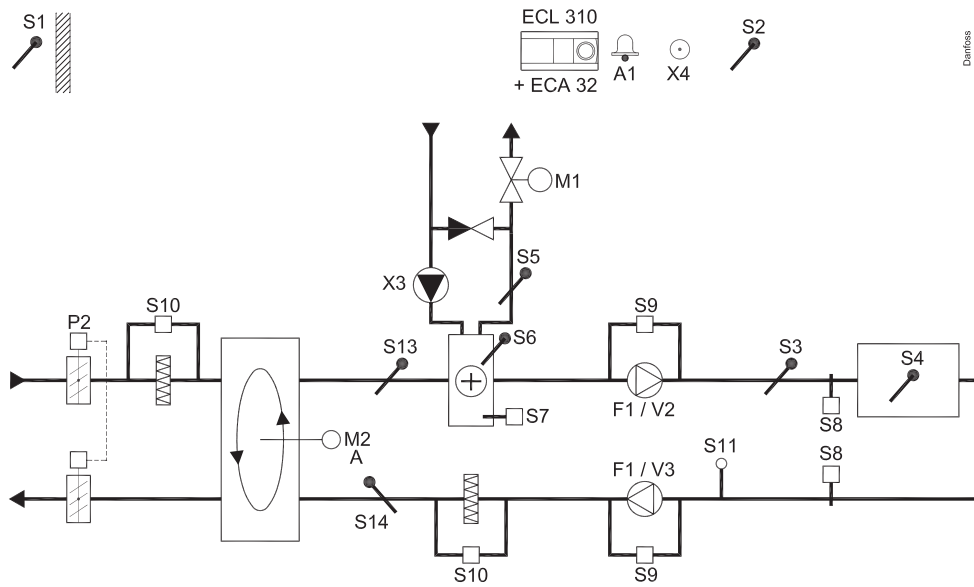 S1
ECL 310
+ ECA 32
A1
X4
S2
Danfoss
M1
S5
X3
S10
P2
S13
S6
S9
S3
S4
F1 / V2
S7
S8
M2
A
S11
S8
F1 / V3
S14
S10
S9